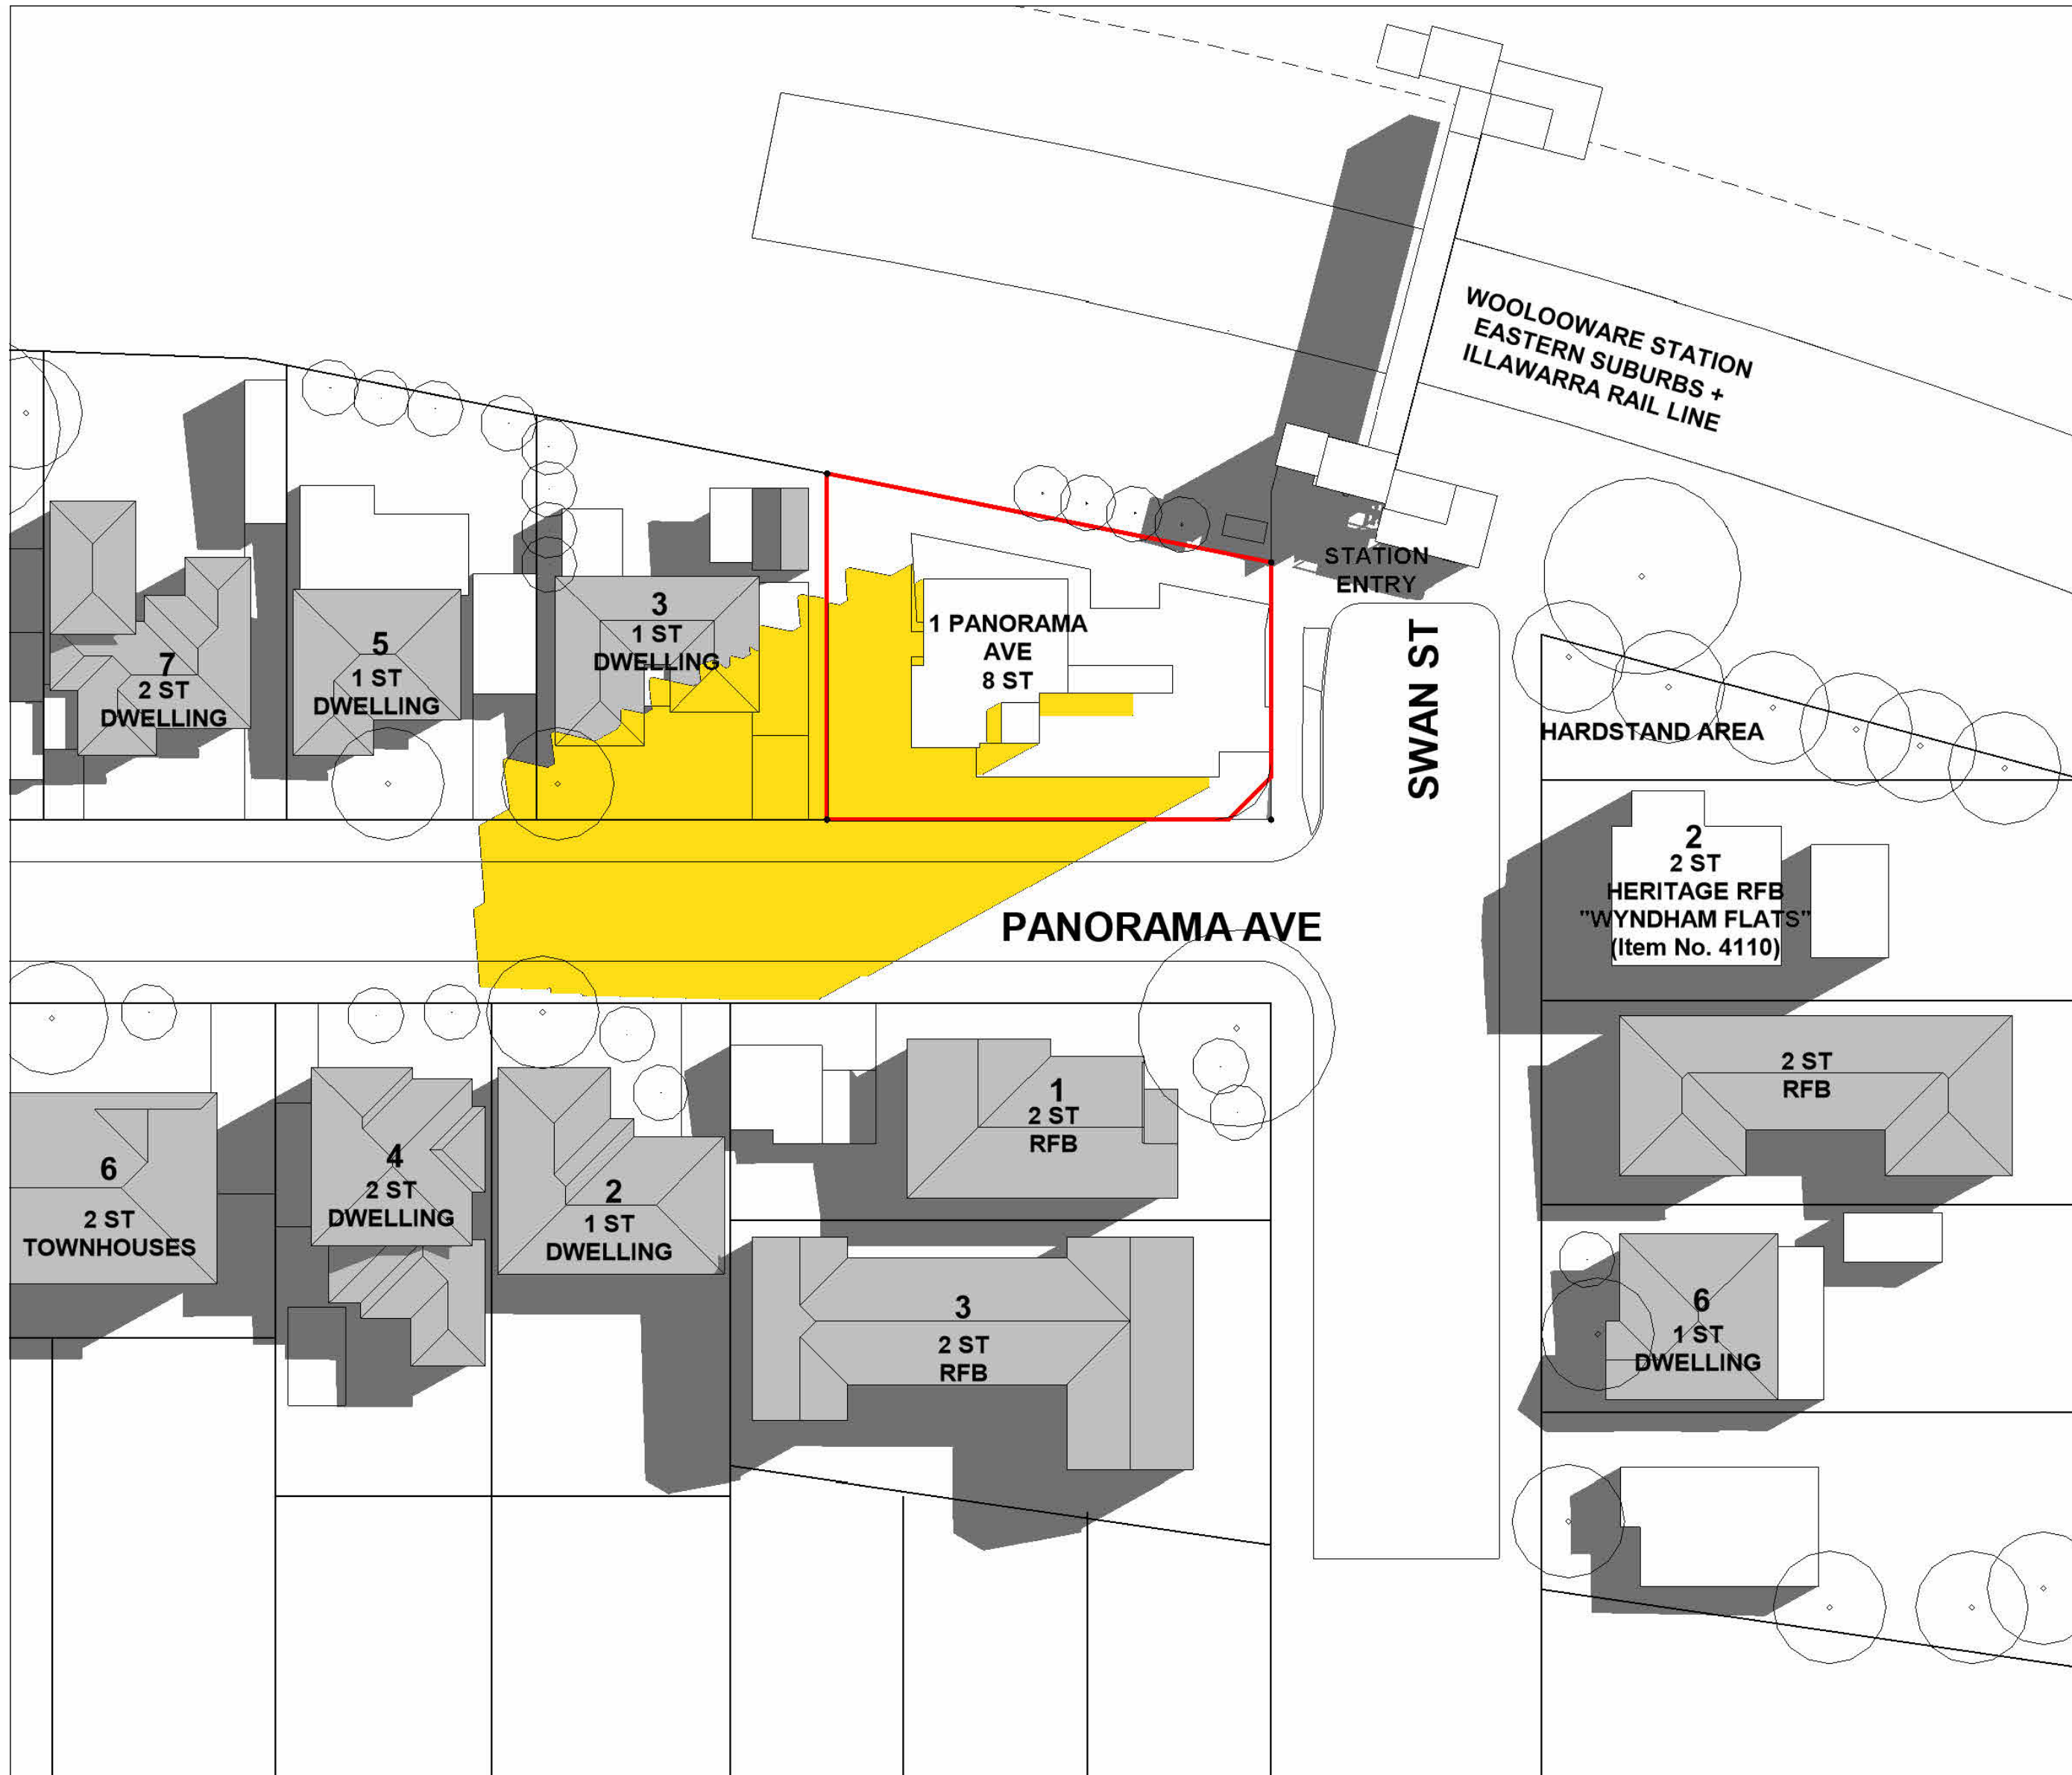 WOOLOOWARE STATION
EASTERN SUBURBS +
ILLAWARRA RAIL LINE
STATION
ENTRY
SWAN ST
3
1 ST
DWELLING
1 PANORAMA
AVE
8 ST
5
1 ST
DWELLING
7
2 ST
DWELLING
HARDSTAND AREA
2
2 ST
HERITAGE RFB
"WYNDHAM FLATS"
(Item No. 4110)
PANORAMA AVE
2 ST
RFB
1
2 ST
RFB
6
2 ST
TOWNHOUSES
4
2 ST
DWELLING
2
1 ST
DWELLING
3
2 ST
RFB
6
1 ST
DWELLING